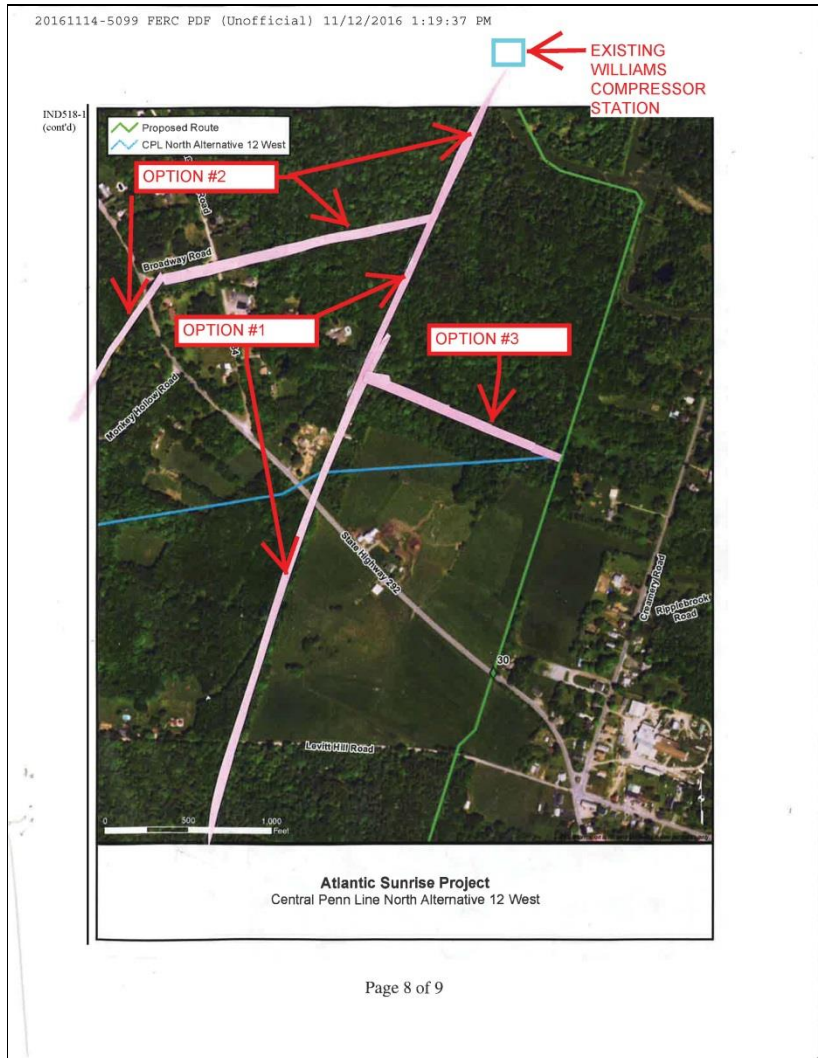 20161114-5099 FERC PDF (Unofficial) 11/12/2016 1:19:37 PM
EXISTING
WILLIAMS
COMPRESSOR
STATION
IND518-1
(cont'd)
Proposed Route
CPL North Alternative 12 West
OPTION #2
Road
Broadway Road
OPTION #1
OPTION #3
Monkey Hollow Road
State Highway 292
Creamery Road
Ripplebrook
Road
30
Levitt Hill Road
0 500 1,000
Feet
Atlantic Sunrise Project
Central Penn Line North Alternative 12 West
Page 8 of 9